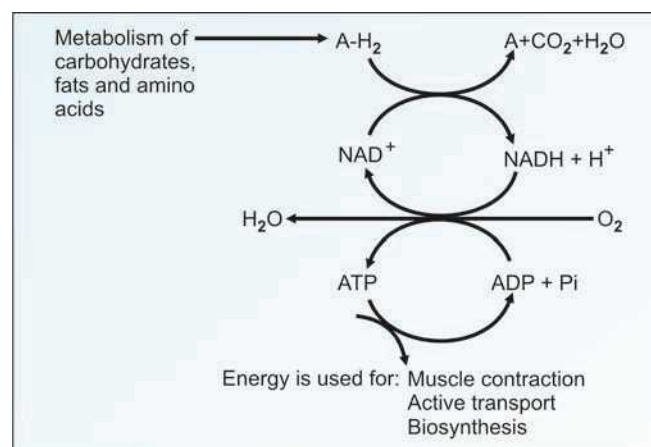 Metabolism of
carbohydrates,
fats and amino
acids
A-H₂
A+CO₂+H₂O
NAD⁺
NADH + H⁺
H₂O
O₂
ATP
ADP + Pi
Energy is used for: Muscle contraction
Active transport
Biosynthesis